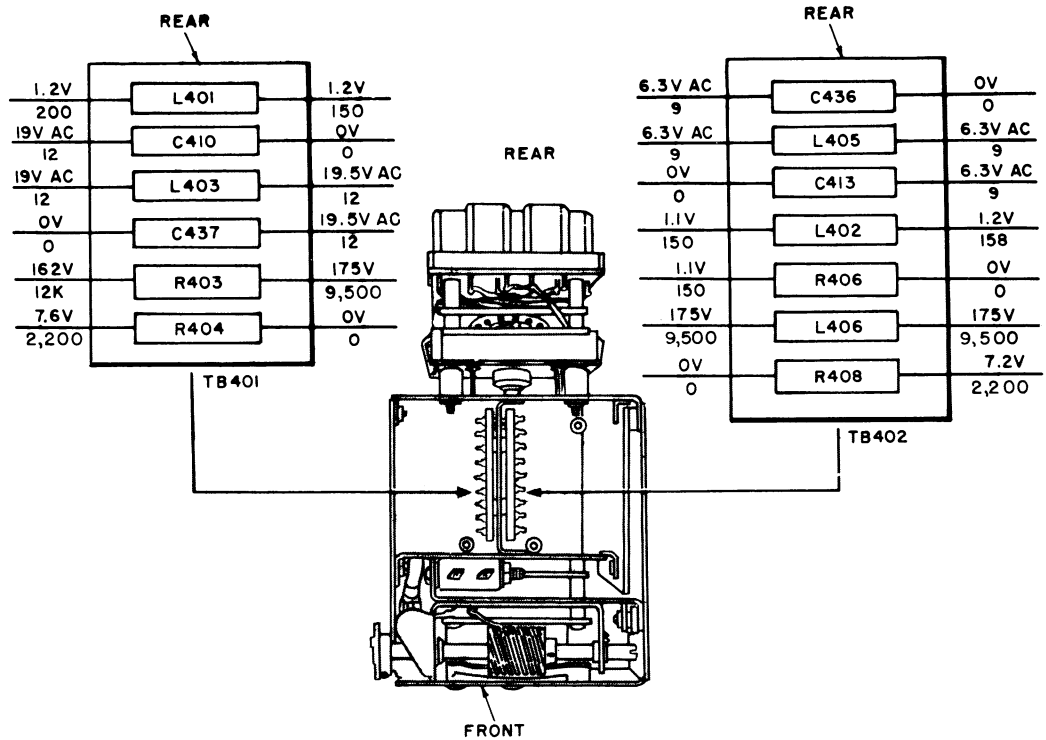 REAR
1.2V
200
L401
1.2V
150
19V AC
12
C410
0V
0
19V AC
12
L403
19.5V AC
12
0V
0
C437
19.5V AC
12
162V
12K
R403
175V
9,500
7.6V
2,200
R404
0V
0
TB401
REAR
REAR
6.3V AC
9
C436
0V
0
6.3V AC
9
L405
6.3V AC
9
0V
0
C413
6.3V AC
9
1.1V
150
L402
1.2V
158
1.1V
150
R406
0V
0
175V
9,500
L406
175V
9,500
0V
0
R408
7.2V
2,200
TB402
FRONT